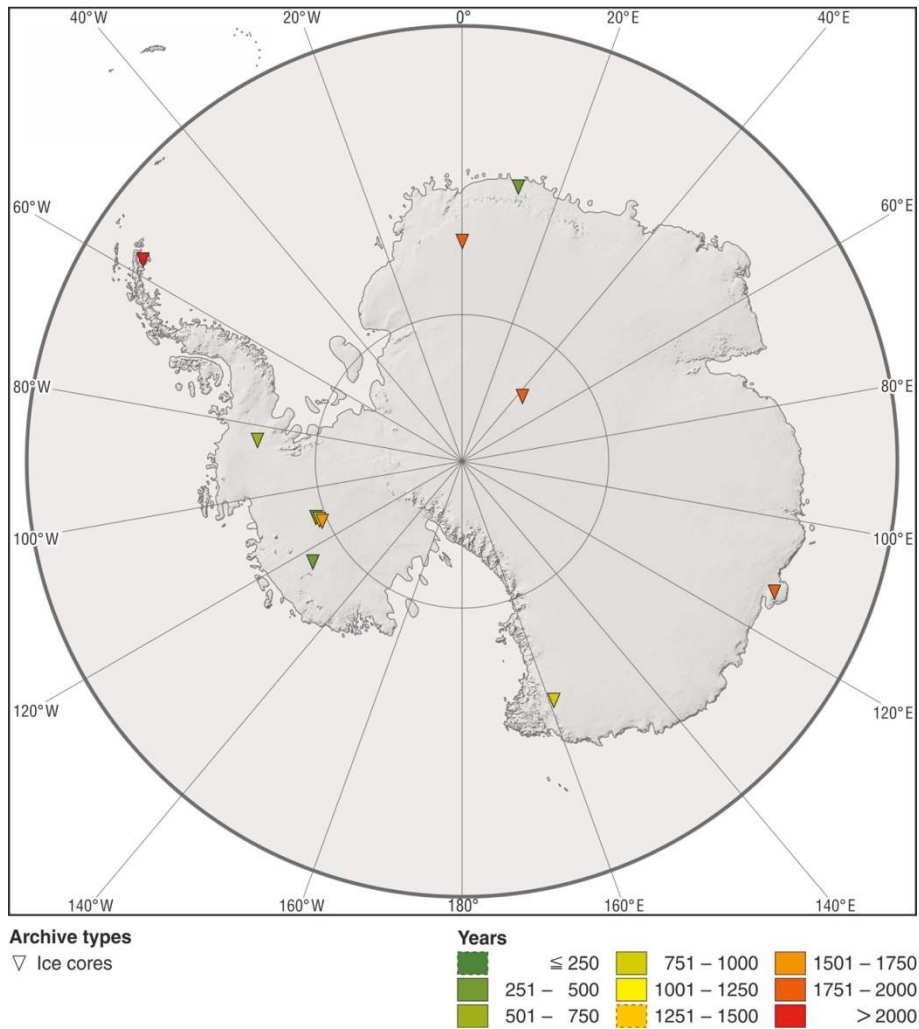 40°W 20°W 0° 20°E 40°E
60°W 60°E
80°W 80°E
100°W 100°E
120°W 120°E
140°W 160°W 180° 160°E 140°E
Archive types
Ice cores
Years
≦ 250
251 – 500
501 – 750
751 – 1000
1001 – 1250
1251 – 1500
1501 – 1750
1751 – 2000
> 2000